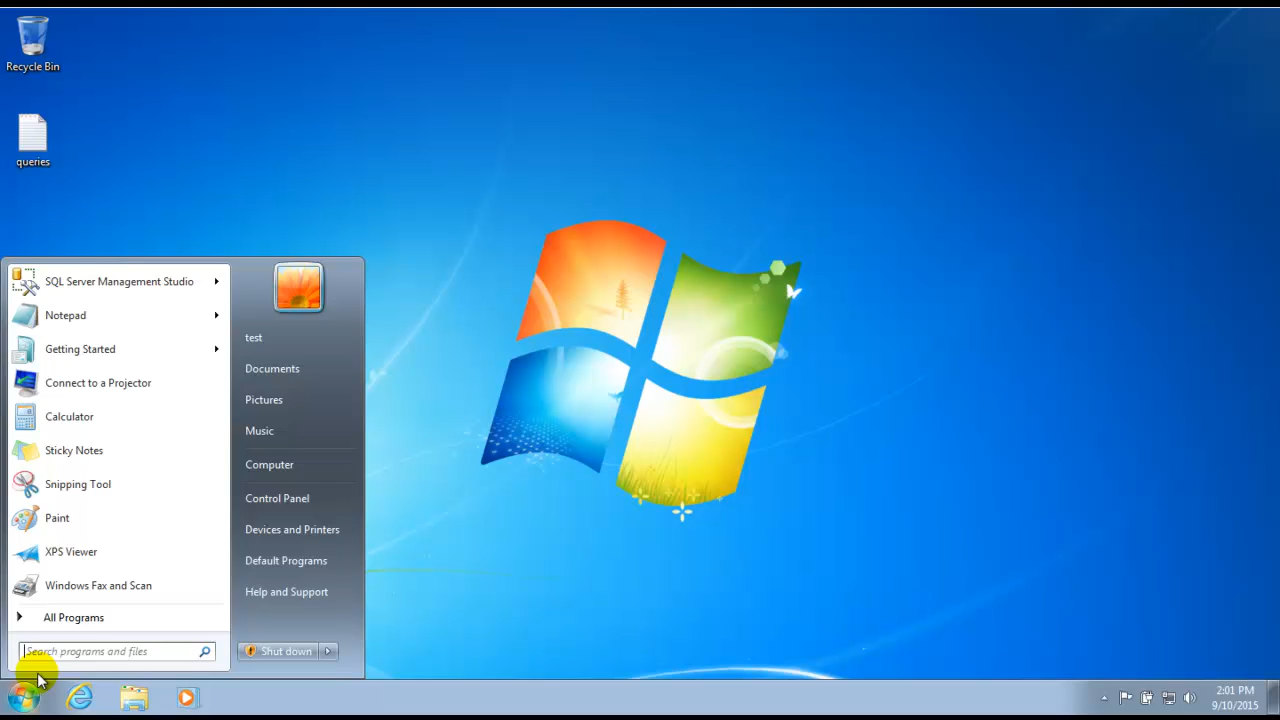 Recycle Bin
queries
SQL Server Management Studio
Notepad
Getting Started
Connect to a Projector
Calculator
Sticky Notes
Snipping Tool
Paint
XPS Viewer
Windows Fax and Scan
All Programs
Search programs and files
test
Documents
Pictures
Music
Computer
Control Panel
Devices and Printers
Default Programs
Help and Support
Shut down
2:01 PM
9/10/2015